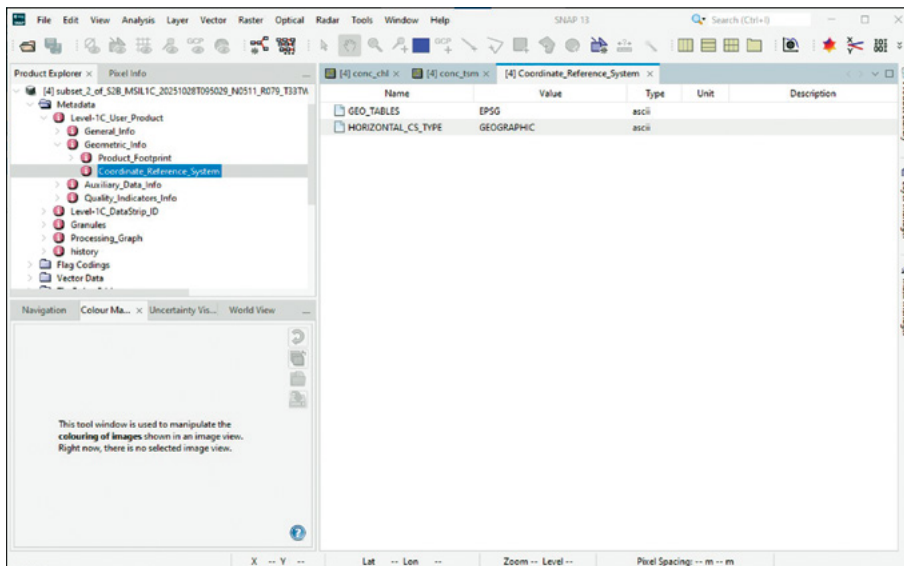 File Edit View Analysis Layer Vector Raster Optical Radar Tools Window Help
SNAP 13
Search (Ctrl+I)
Product Explorer
Pixel Info
[4] subset_2_of_S2B_MSIL1C_20251028T095029_N0511_R079_T33TW
Metadata
Level-1C_User_Product
General_Info
Geometric_Info
Product_Footprint
Coordinate_Reference_System
Auxiliary_Data_Info
Quality_Indicators_Info
Level-1C_DataStrip_ID
Granules
Processing_Graph
history
Flag Codings
Vector Data
[4] conc_chl
[4] conc_tsm
[4] Coordinate_Reference_System
Name Value Type Unit Description
GEO_TABLES EPSG ascii
HORIZONTAL_CS_TYPE GEOGRAPHIC ascii
Navigation
Colour Ma...
Uncertainty Vis...
World View
This tool window is used to manipulate the
colouring of images shown in an image view.
Right now, there is no selected image view.
X -- Y -- Lat -- Lon -- Zoom -- Level -- Pixel Spacing: -- m -- m